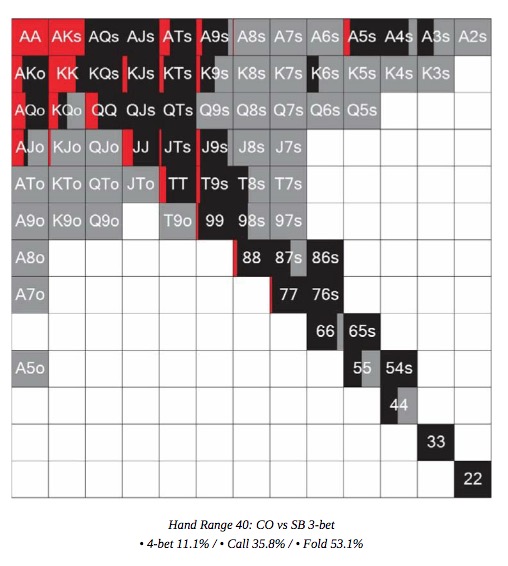 AA AKs AQs AJs ATs A9s A8s A7s A6s A5s A4s A3s A2s
AKo KK KQs KJs KTs K9s K8s K7s K6s K5s K4s K3s
AQo KQo QQ QJs QTs Q9s Q8s Q7s Q6s Q5s
AJo KJo QJo JJ JTs J9s J8s J7s
ATo KTo QTo JTo TT T9s T8s T7s
A9o K9o Q9o T9o 99 98s 97s
A8o 88 87s 86s
A7o 77 76s
66 65s
A5o 55 54s
44
33
22
Hand Range 40: CO vs SB 3-bet
• 4-bet 11.1% / • Call 35.8% / • Fold 53.1%